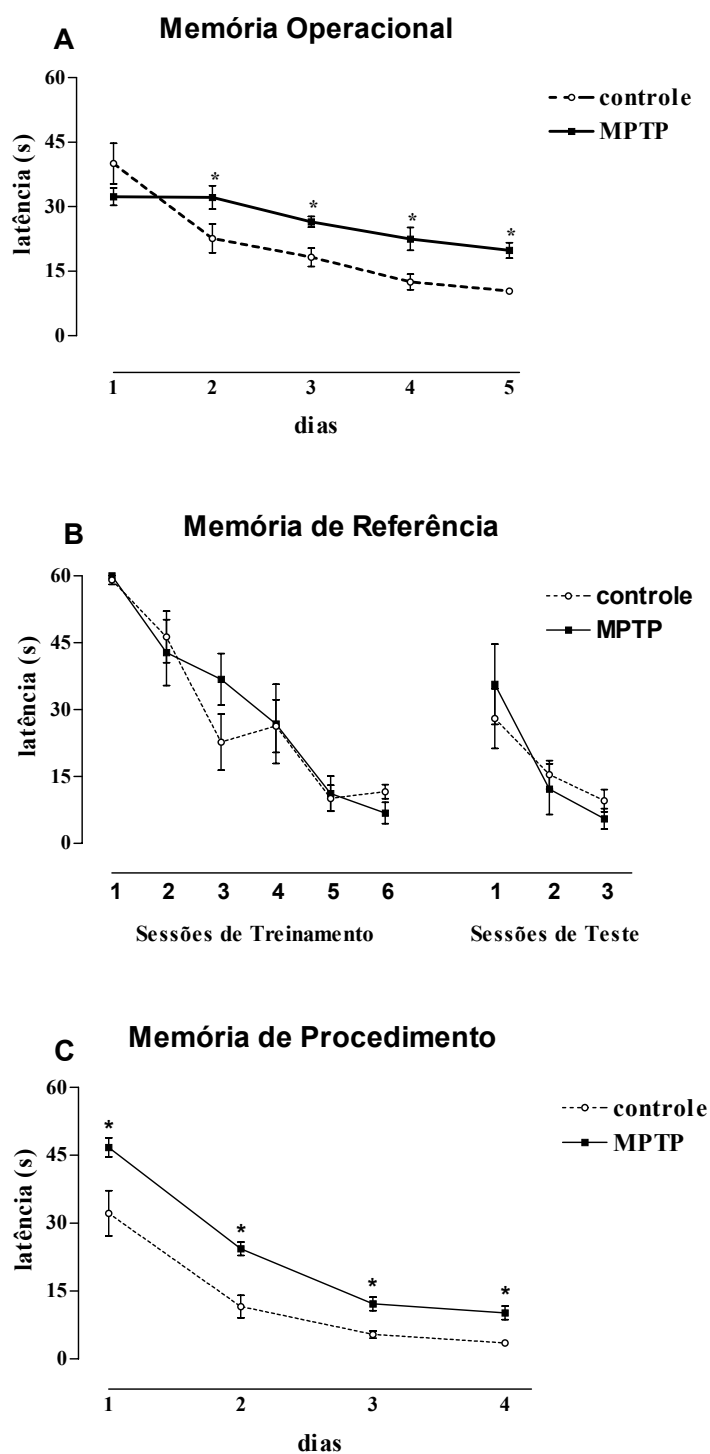 A Memória Operacional
60
45
30
15
0
latência (s)
controle
MPTP
* * * *
1 2 3 4 5
dias
B Memória de Referência
60
45
30
15
0
latência (s)
controle
MPTP
1 2 3 4 5 6 1 2 3
Sessões de Treinamento Sessões de Teste
C Memória de Procedimento
60
45
30
15
0
latência (s)
controle
MPTP
* * * *
1 2 3 4
dias